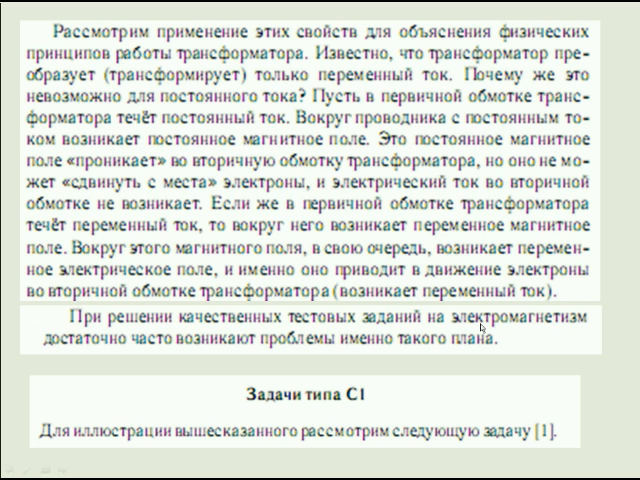 Рассмотрим применение этих свойств для объяснения физических
принципов работы трансформатора. Известно, что трансформатор пре-
образует (трансформирует) только переменный ток. Почему же это
невозможно для постоянного тока? Пусть в первичной обмотке транс-
форматора течёт постоянный ток. Вокруг проводника с постоянным то-
ком возникает постоянное магнитное поле. Это постоянное магнитное
поле «проникает» во вторичную обмотку трансформатора, но оно не мо-
жет «сдвинуть с места» электроны, и электрический ток во вторичной
обмотке не возникает. Если же в первичной обмотке трансформатора
течёт переменный ток, то вокруг него возникает переменное магнитное
поле. Вокруг этого магнитного поля, в свою очередь, возникает перемен-
ное электрическое поле, и именно оно приводит в движение электроны
во вторичной обмотке трансформатора (возникает переменный ток).
При решении качественных тестовых заданий на электромагнетизм
достаточно часто возникают проблемы именно такого плана.
Задачи типа С1
Для иллюстрации вышесказанного рассмотрим следующую задачу [1].